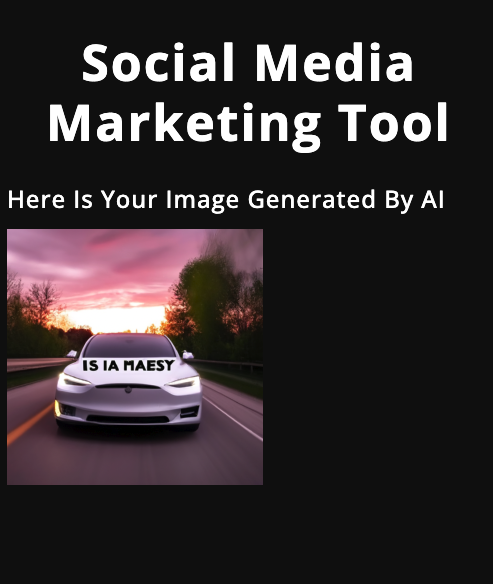 Social Media
Marketing Tool
Here Is Your Image Generated By AI
IS IA MAESY